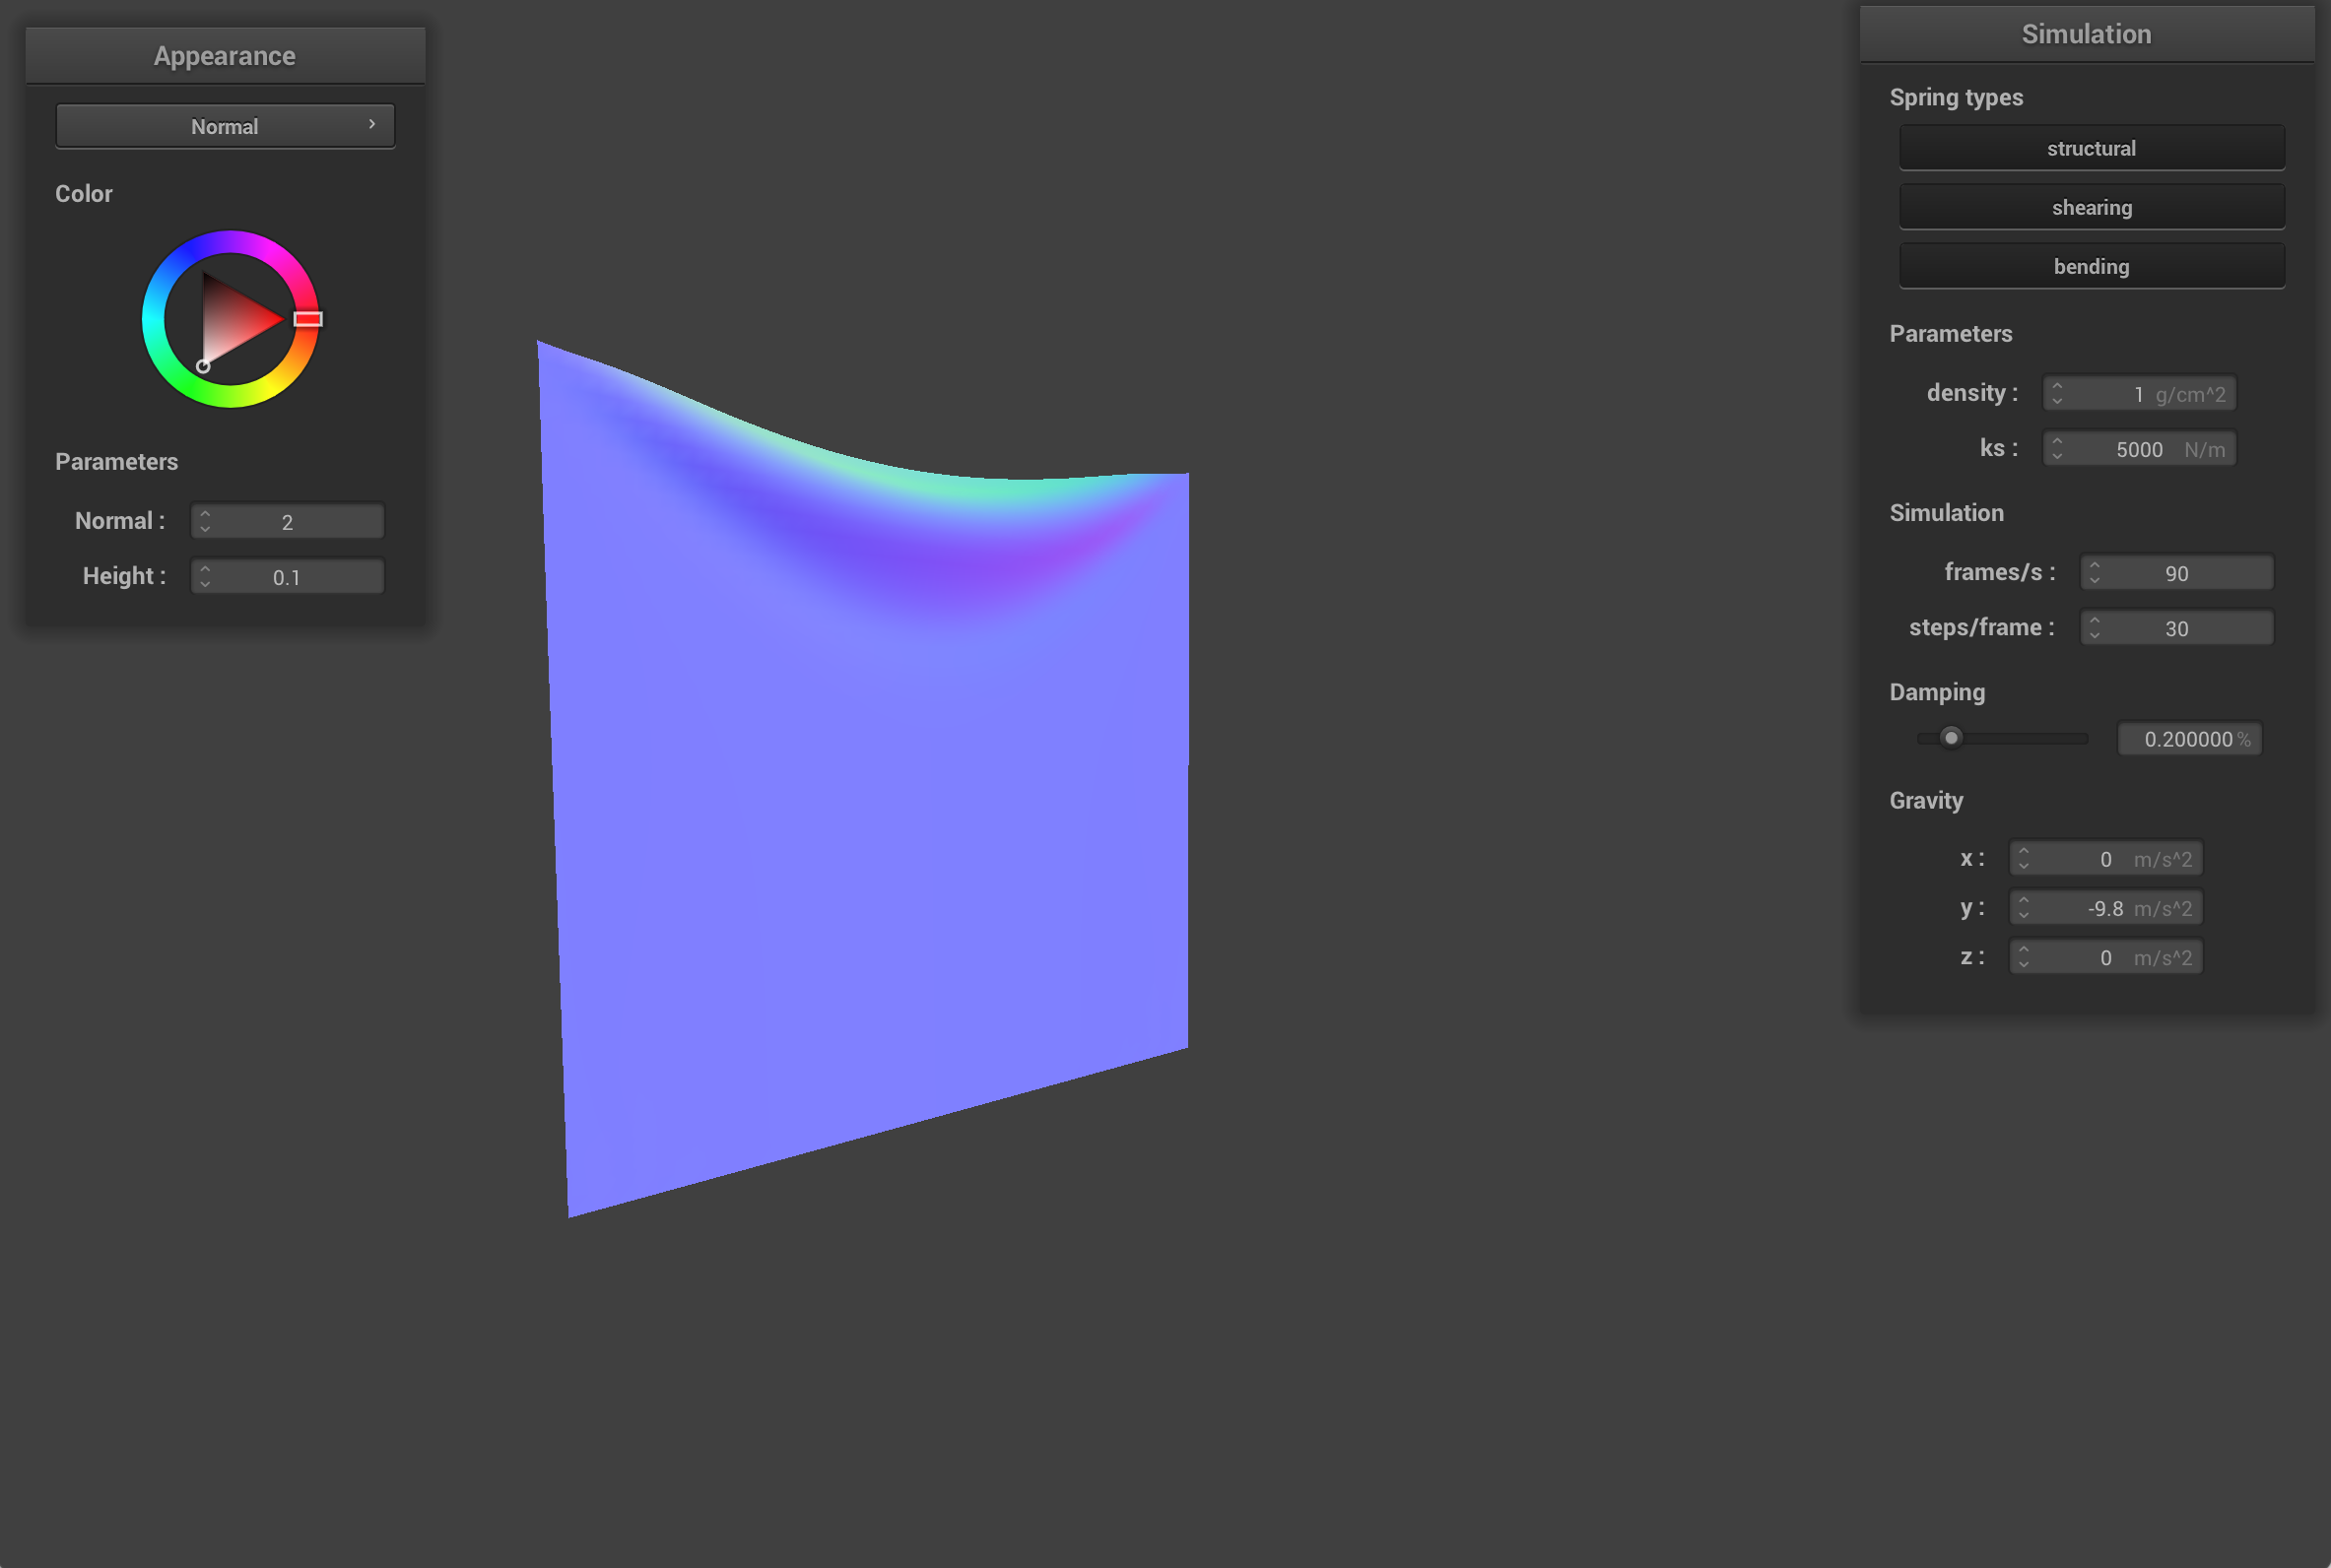 Appearance
Normal
Color
Parameters
Normal : 2
Height : 0.1
Simulation
Spring types
structural
shearing
bending
Parameters
density : 1 g/cm^2
ks : 5000 N/m
Simulation
frames/s : 90
steps/frame : 30
Damping
0.200000 %
Gravity
x : 0 m/s^2
y : -9.8 m/s^2
z : 0 m/s^2